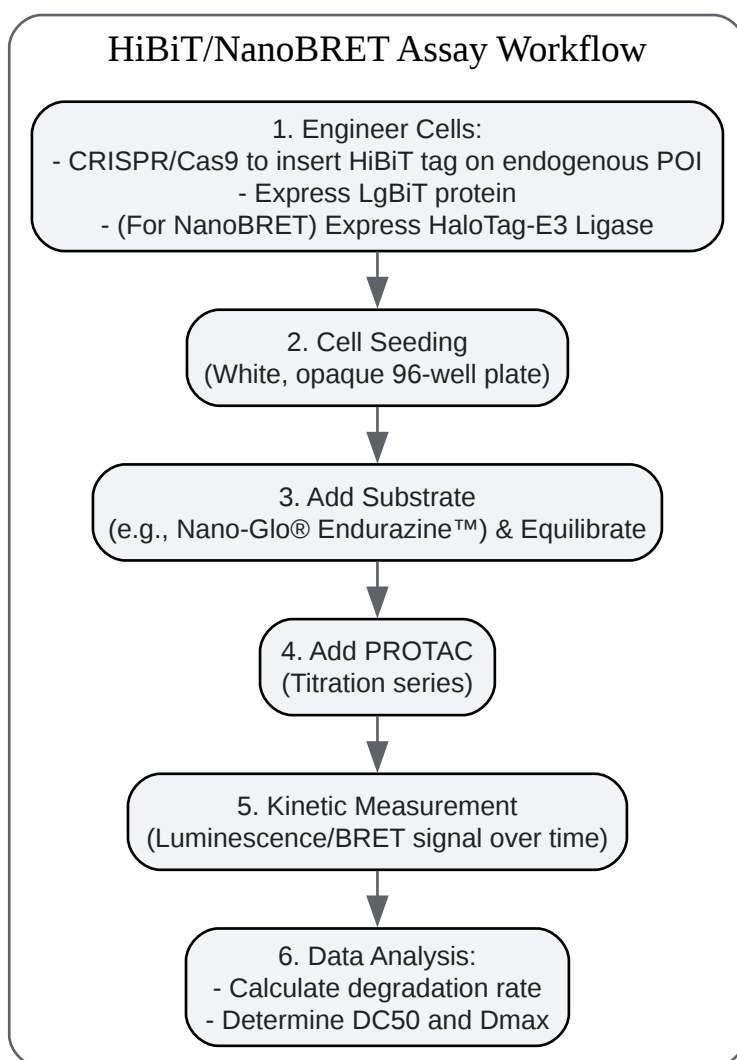 HiBiT/NanoBRET Assay Workflow
1. Engineer Cells:
- CRISPR/Cas9 to insert HiBiT tag on endogenous POI
- Express LgBiT protein
- (For NanoBRET) Express HaloTag-E3 Ligase
2. Cell Seeding
(White, opaque 96-well plate)
3. Add Substrate
(e.g., Nano-Glo® Endurazine™) & Equilibrate
4. Add PROTAC
(Titration series)
5. Kinetic Measurement
(Luminescence/BRET signal over time)
6. Data Analysis:
- Calculate degradation rate
- Determine DC50 and Dmax